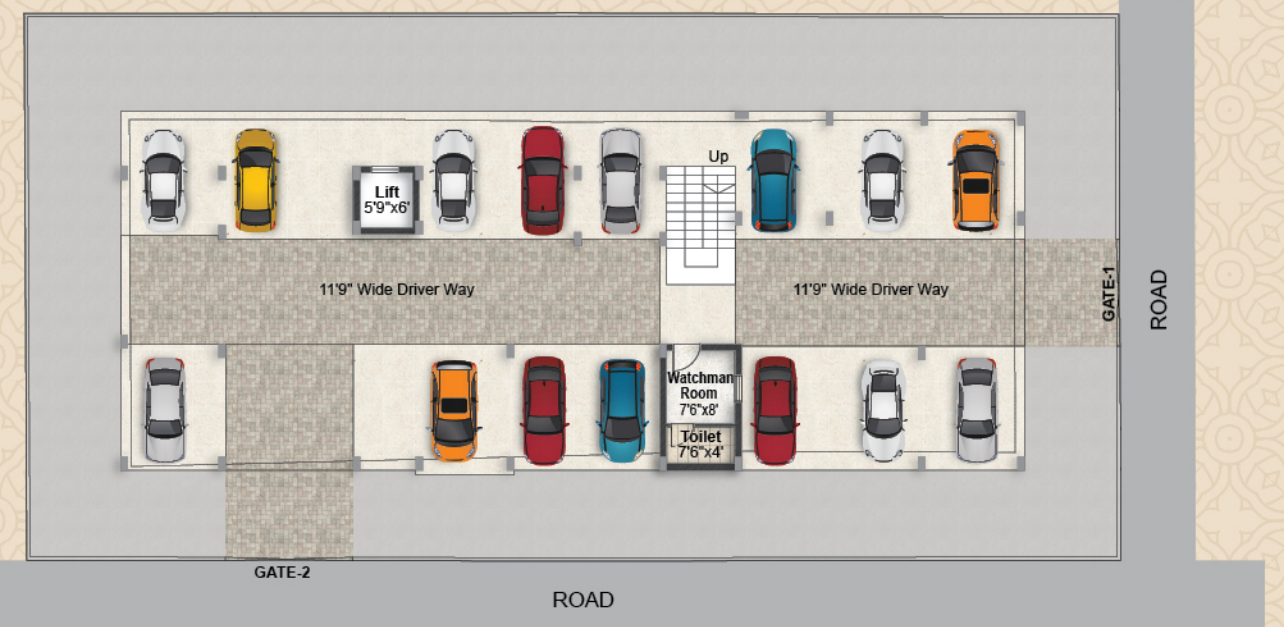 Up
Lift
5'9"x6'
11'9" Wide Driver Way
11'9" Wide Driver Way
GATE-1
ROAD
Watchman
Room
7'6"x8'
Toilet
7'6"x4'
GATE-2
ROAD